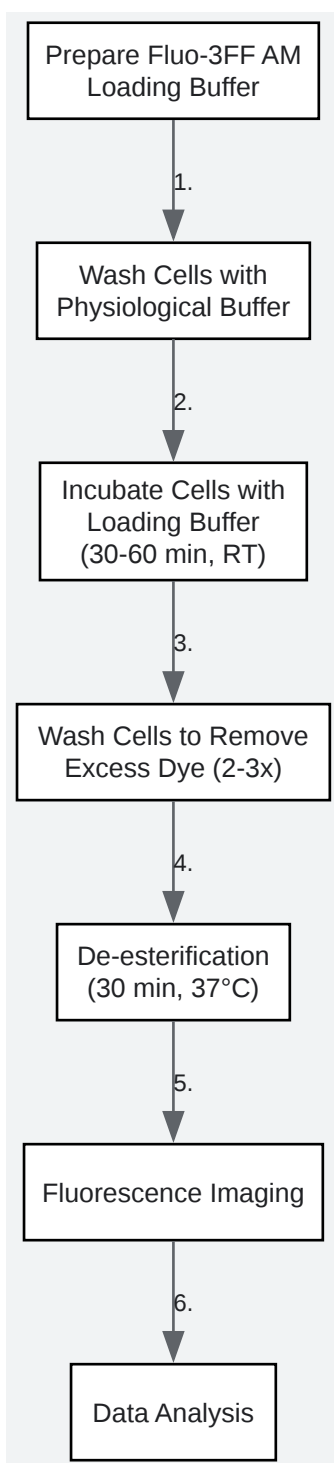 Prepare Fluo-3FF AM
Loading Buffer
1.
Wash Cells with
Physiological Buffer
2.
Incubate Cells with
Loading Buffer
(30-60 min, RT)
3.
Wash Cells to Remove
Excess Dye (2-3x)
4.
De-esterification
(30 min, 37°C)
5.
Fluorescence Imaging
6.
Data Analysis